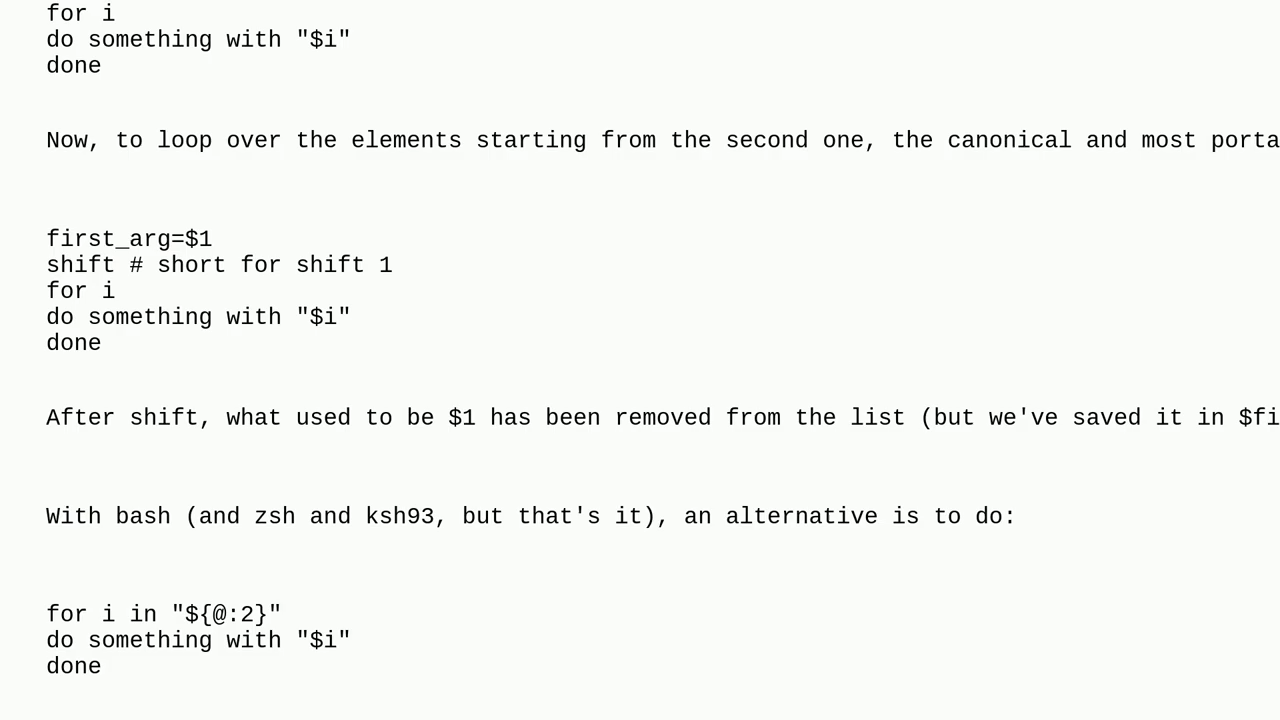 for i
do something with "$i"
done
Now, to loop over the elements starting from the second one, the canonical and most porta
first_arg=$1
shift # short for shift 1
for i
do something with "$i"
done
After shift, what used to be $1 has been removed from the list (but we've saved it in $fi
With bash (and zsh and ksh93, but that's it), an alternative is to do:
for i in "${@:2}"
do something with "$i"
done